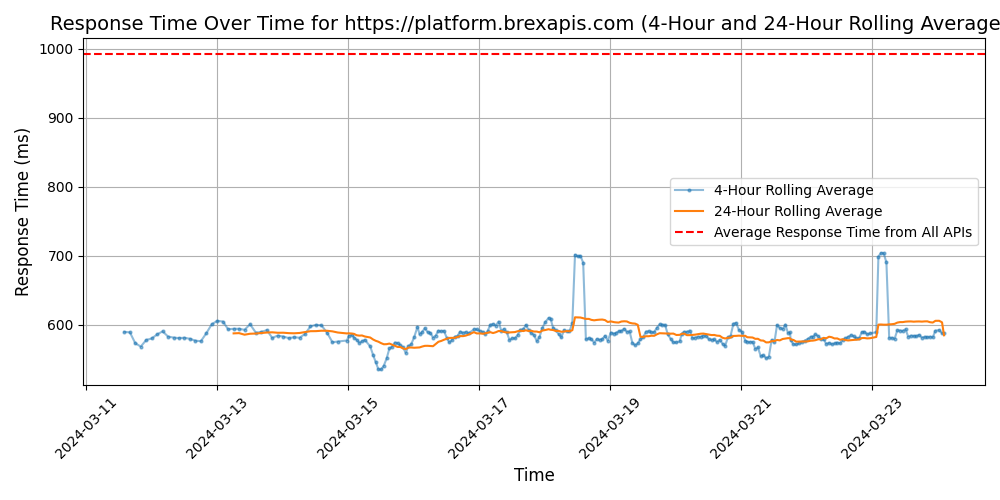 Response Time Over Time for https://platform.brexapis.com (4-Hour and 24-Hour Rolling Average
1000
900
800
700
600
Response Time (ms)
4-Hour Rolling Average
24-Hour Rolling Average
Average Response Time from All APIs
2024-03-11
2024-03-13
2024-03-15
2024-03-17
2024-03-19
2024-03-21
2024-03-23
Time